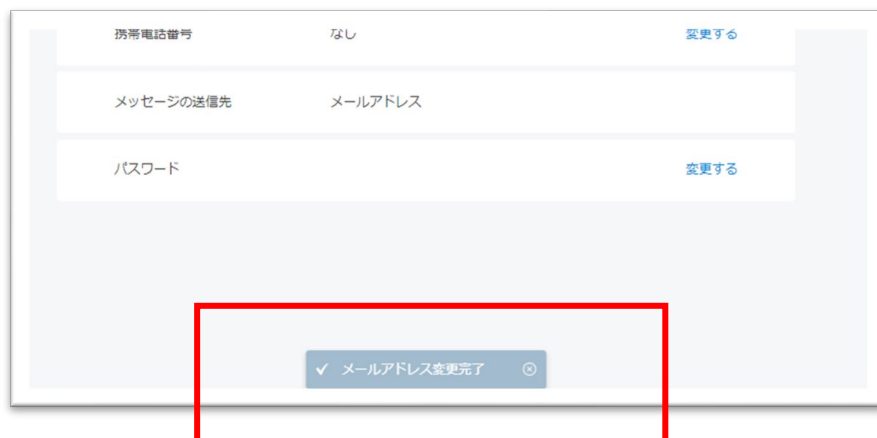 携帯電話番号 なし 変更する
メッセージの送信先 メールアドレス
パスワード 変更する
メールアドレス変更完了